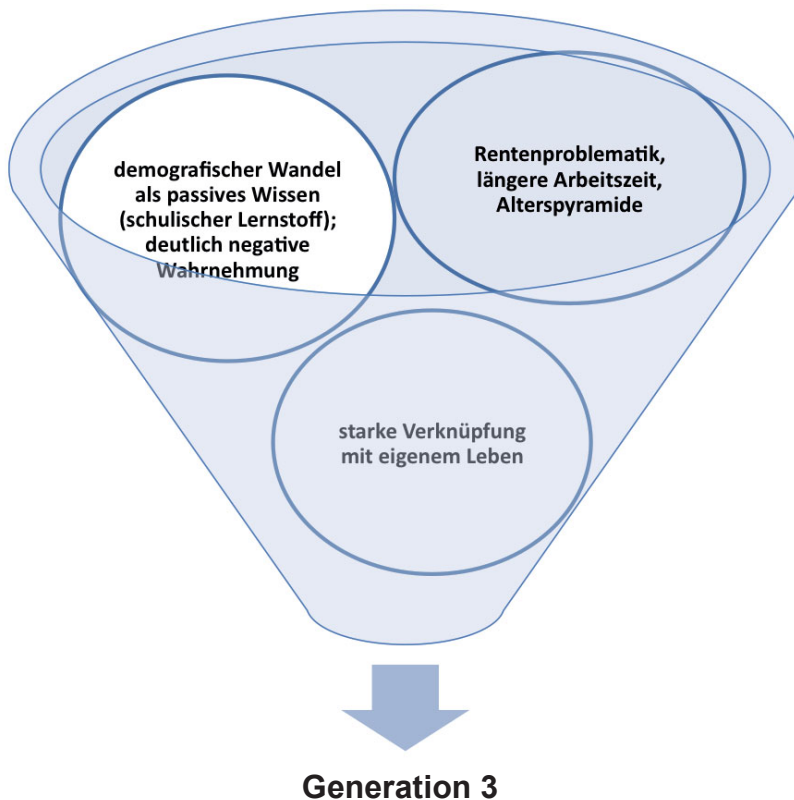 demografischer Wandel
als passives Wissen
(schulischer Lernstoff);
deutlich negative
Wahrnehmung
Rentenproblematik,
längere Arbeitszeit,
Alterspyramide
starke Verknüpfung
mit eigenem Leben
Generation 3